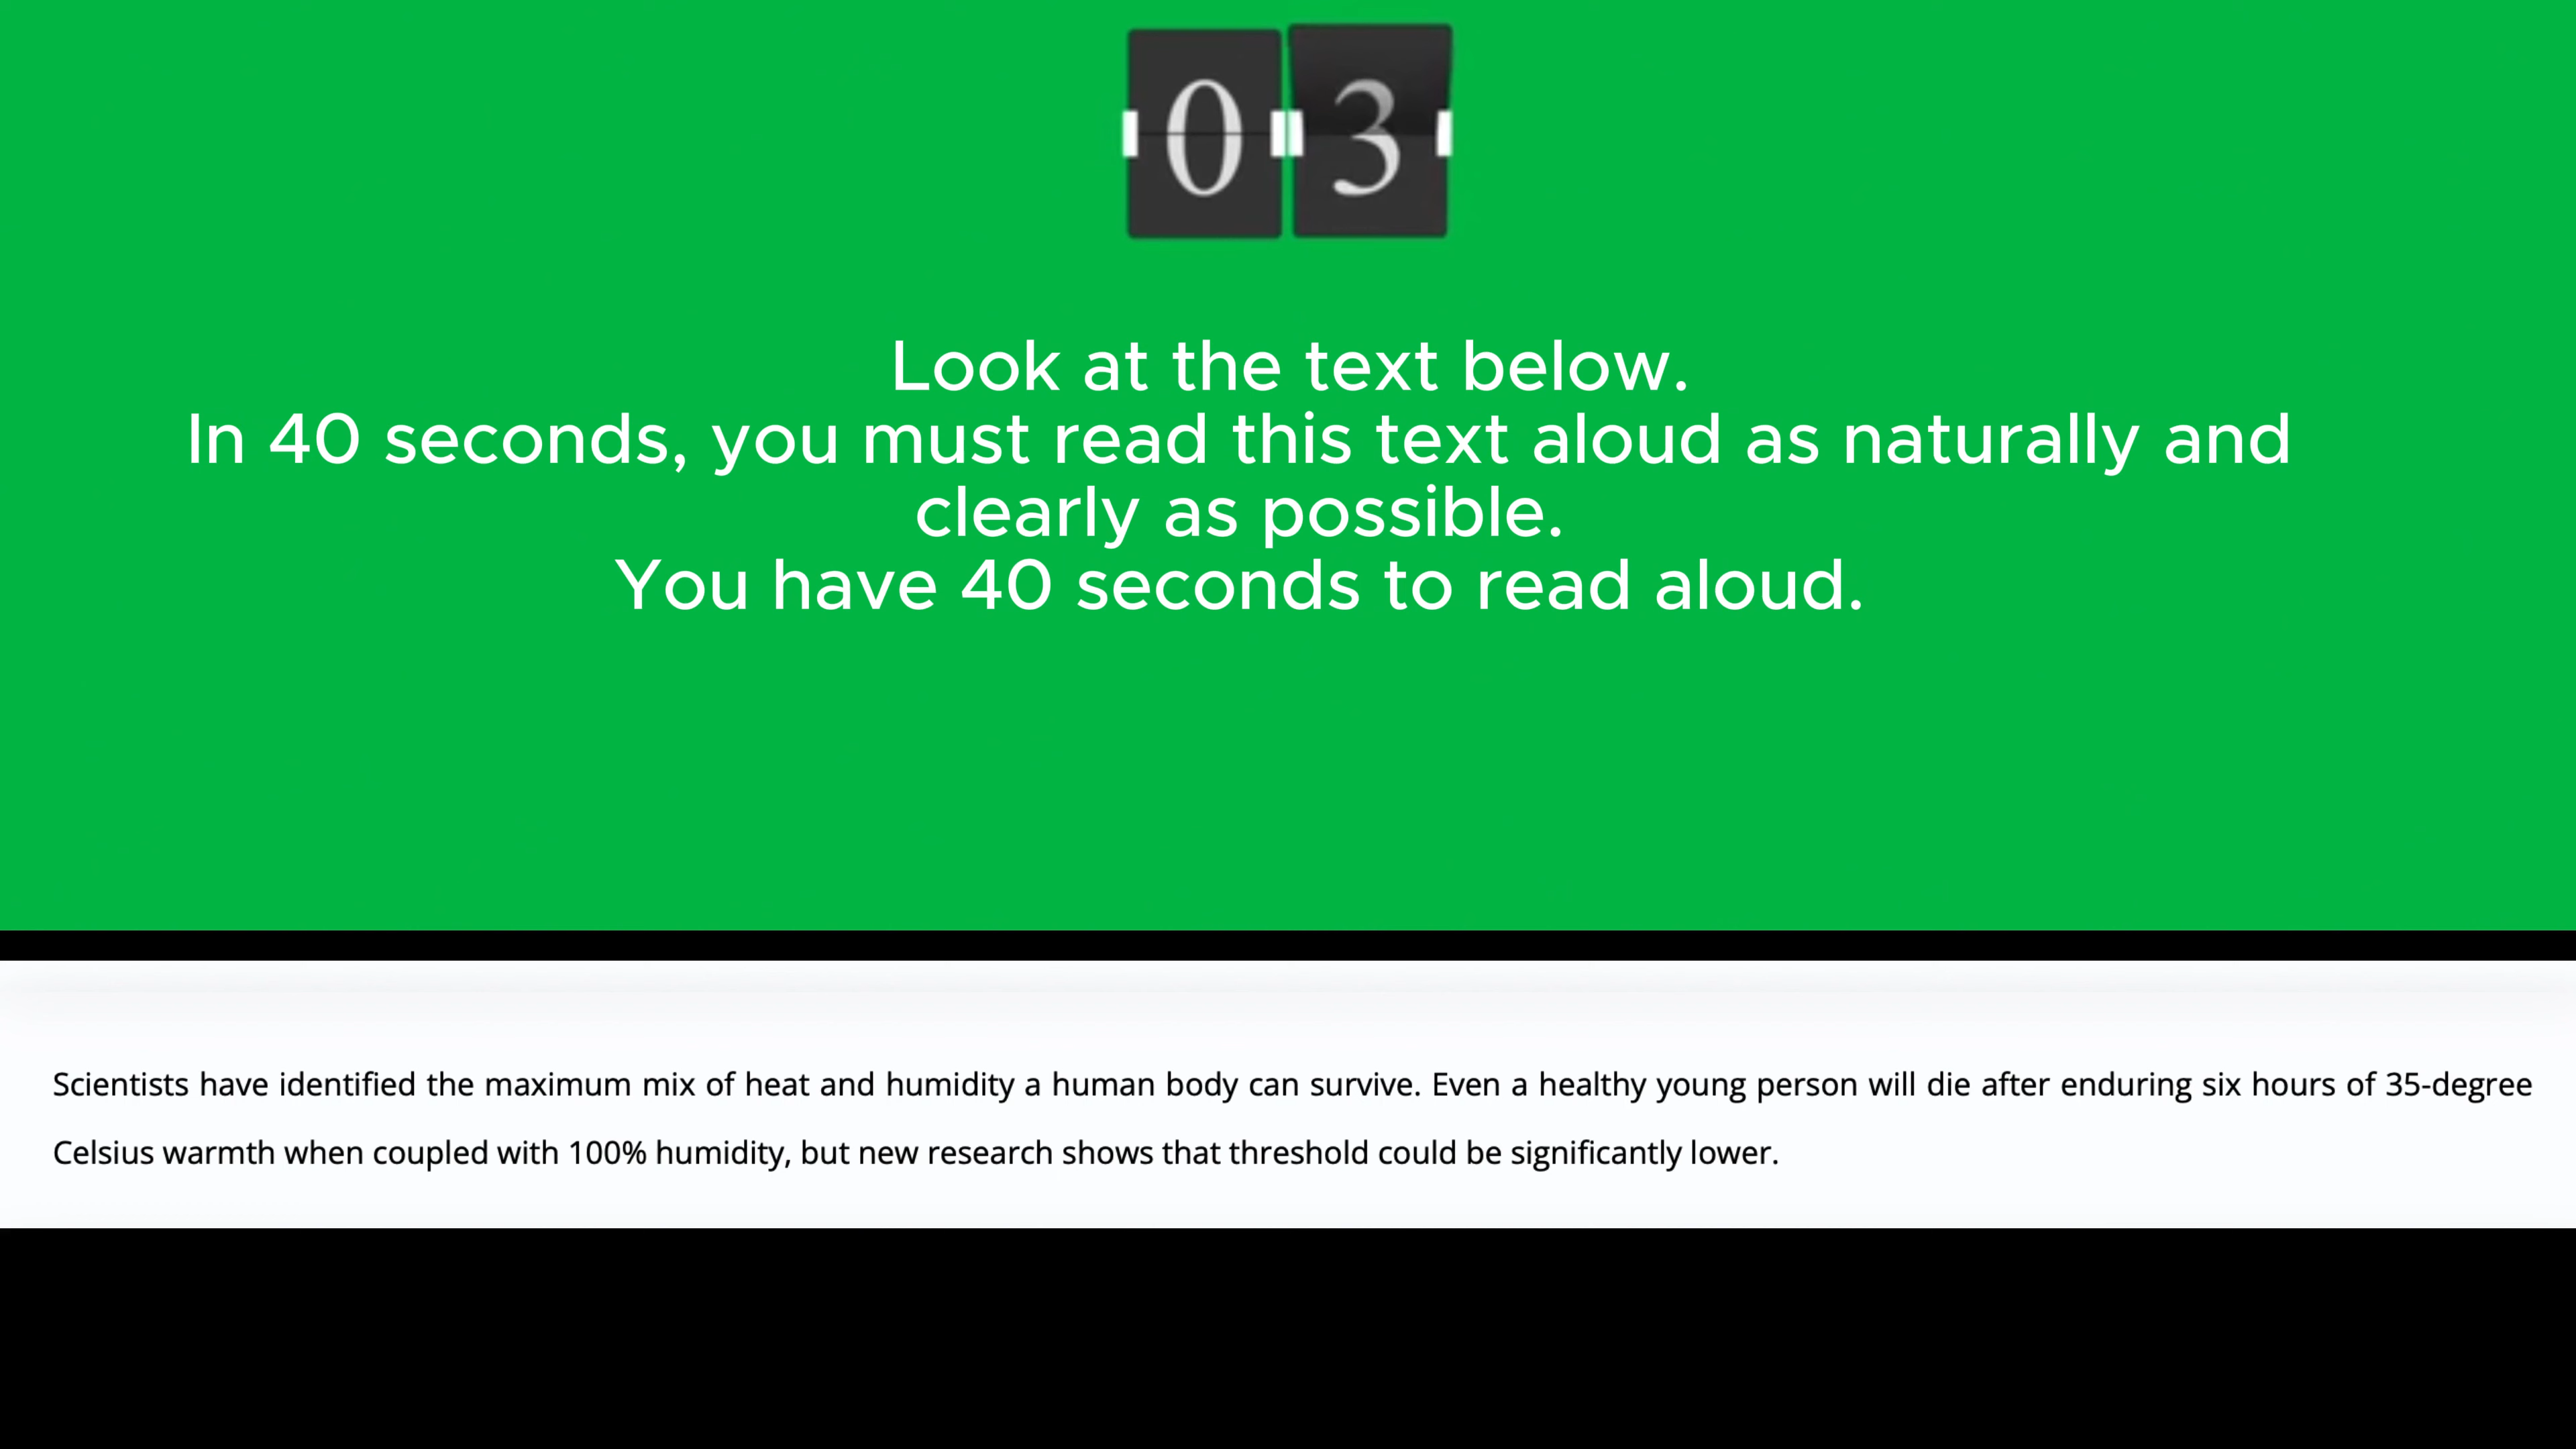 03
Look at the text below.
In 40 seconds, you must read this text aloud as naturally and
clearly as possible.
You have 40 seconds to read aloud.
Scientists have identified the maximum mix of heat and humidity a human body can survive. Even a healthy young person will die after enduring six hours of 35-degree
Celsius warmth when coupled with 100% humidity, but new research shows that threshold could be significantly lower.